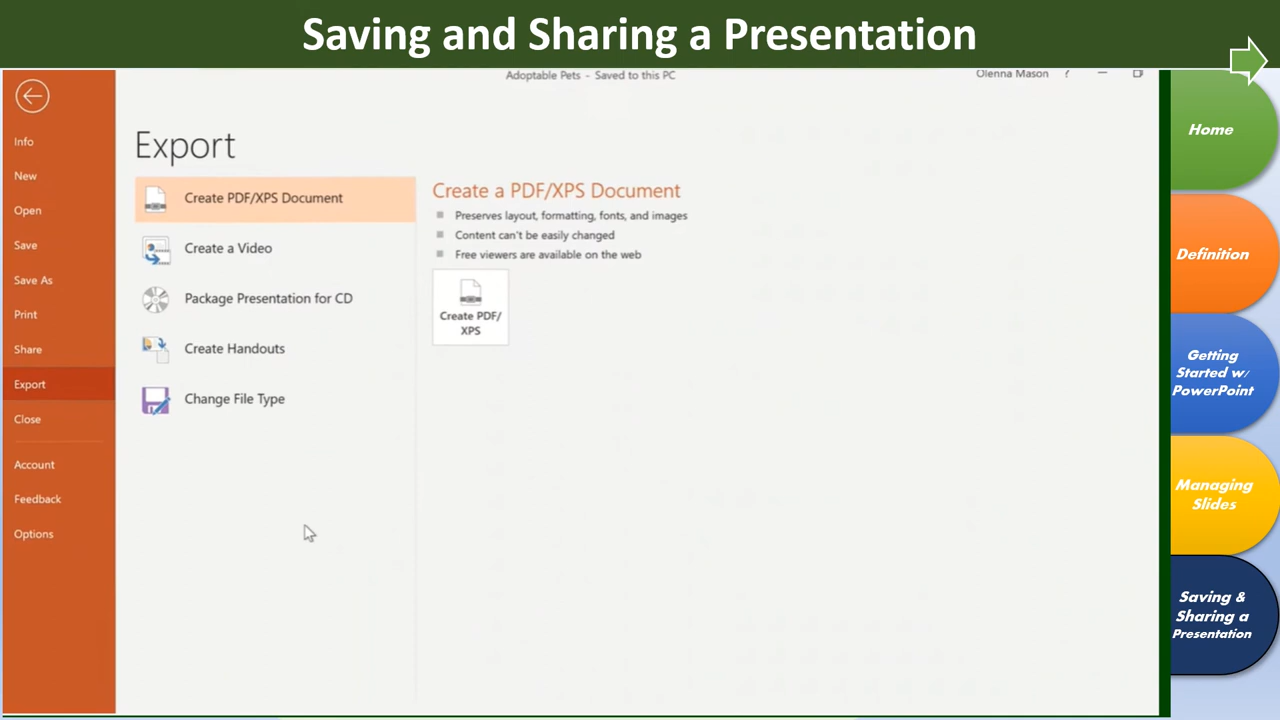 Saving and Sharing a Presentation
Adoptable Pets - Saved to this PC
Olenna Mason ?
Info
New
Open
Save
Save As
Print
Share
Export
Close
Account
Feedback
Options
Export
Create PDF/XPS Document
Create a Video
Package Presentation for CD
Create Handouts
Change File Type
Create a PDF/XPS Document
Preserves layout, formatting, fonts, and images
Content can't be easily changed
Free viewers are available on the web
Create PDF/
XPS
Home
Definition
Getting
Started w/
PowerPoint
Managing
Slides
Saving &
Sharing a
Presentation